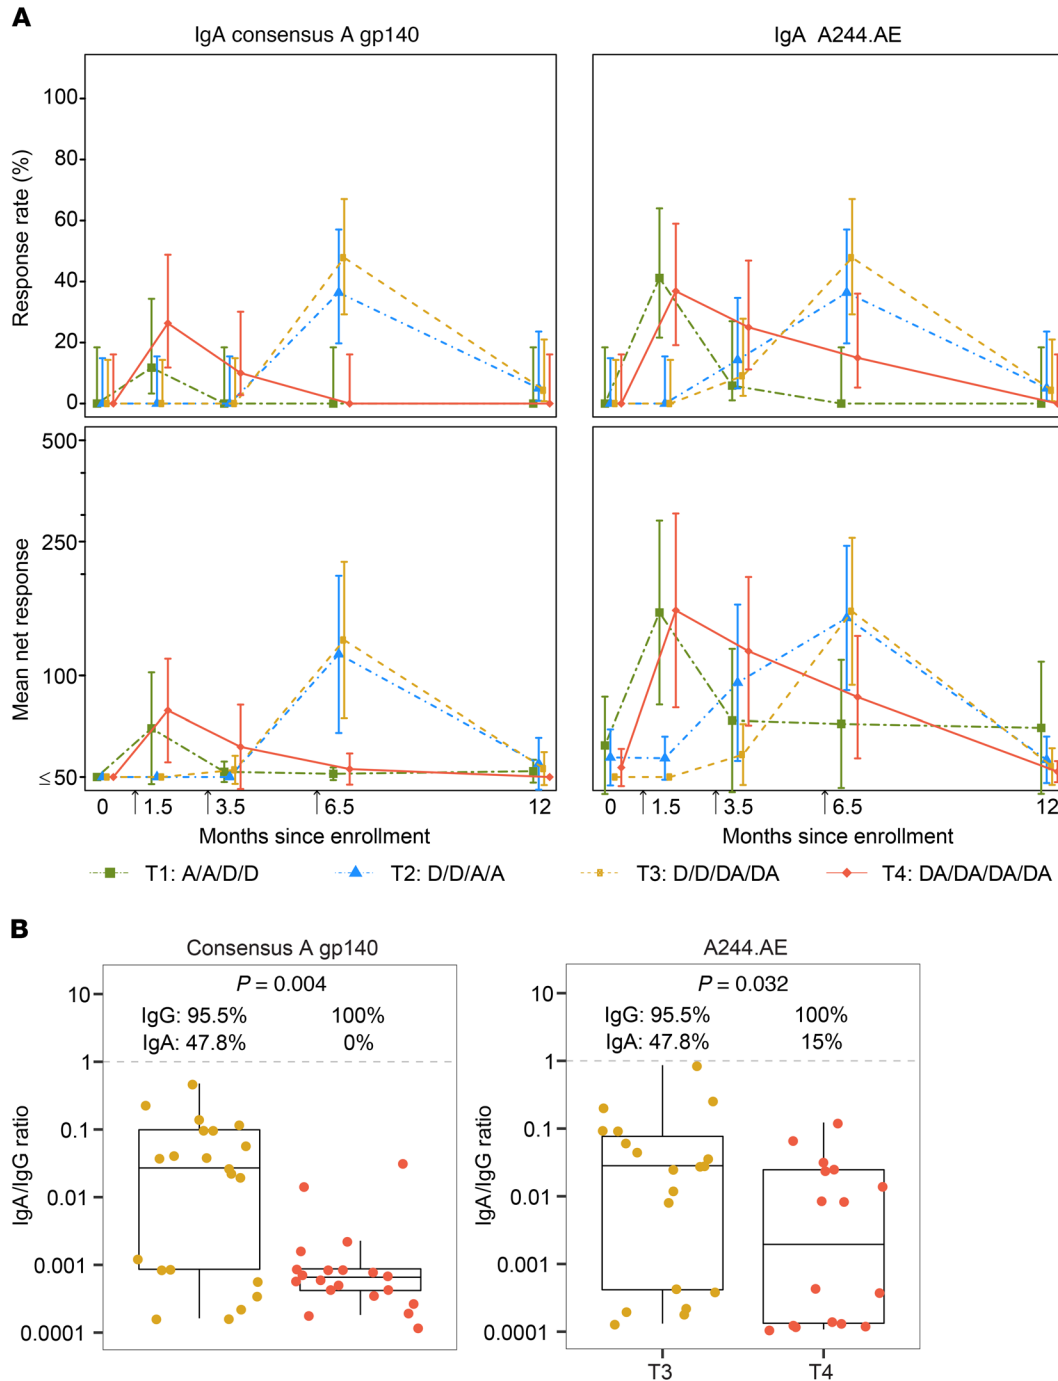 A
IgA consensus A gp140
IgA A244.AE
Response rate (%)
100
80
60
40
20
0
Mean net response
500
250
100
≤ 50
0 1.5 3.5 6.5 12
0 1.5 3.5 6.5 12
Months since enrollment
Months since enrollment
T1: A/A/D/D
T2: D/D/A/A
T3: D/D/DA/DA
T4: DA/DA/DA/DA
B
Consensus A gp140
A244.AE
IgA/IgG ratio
10
1
0.1
0.01
0.001
0.0001
P = 0.004
IgG: 95.5% 100%
IgA: 47.8% 0%
IgA/IgG ratio
10
1
0.1
0.01
0.001
0.0001
P = 0.032
IgG: 95.5% 100%
IgA: 47.8% 15%
T3 T4